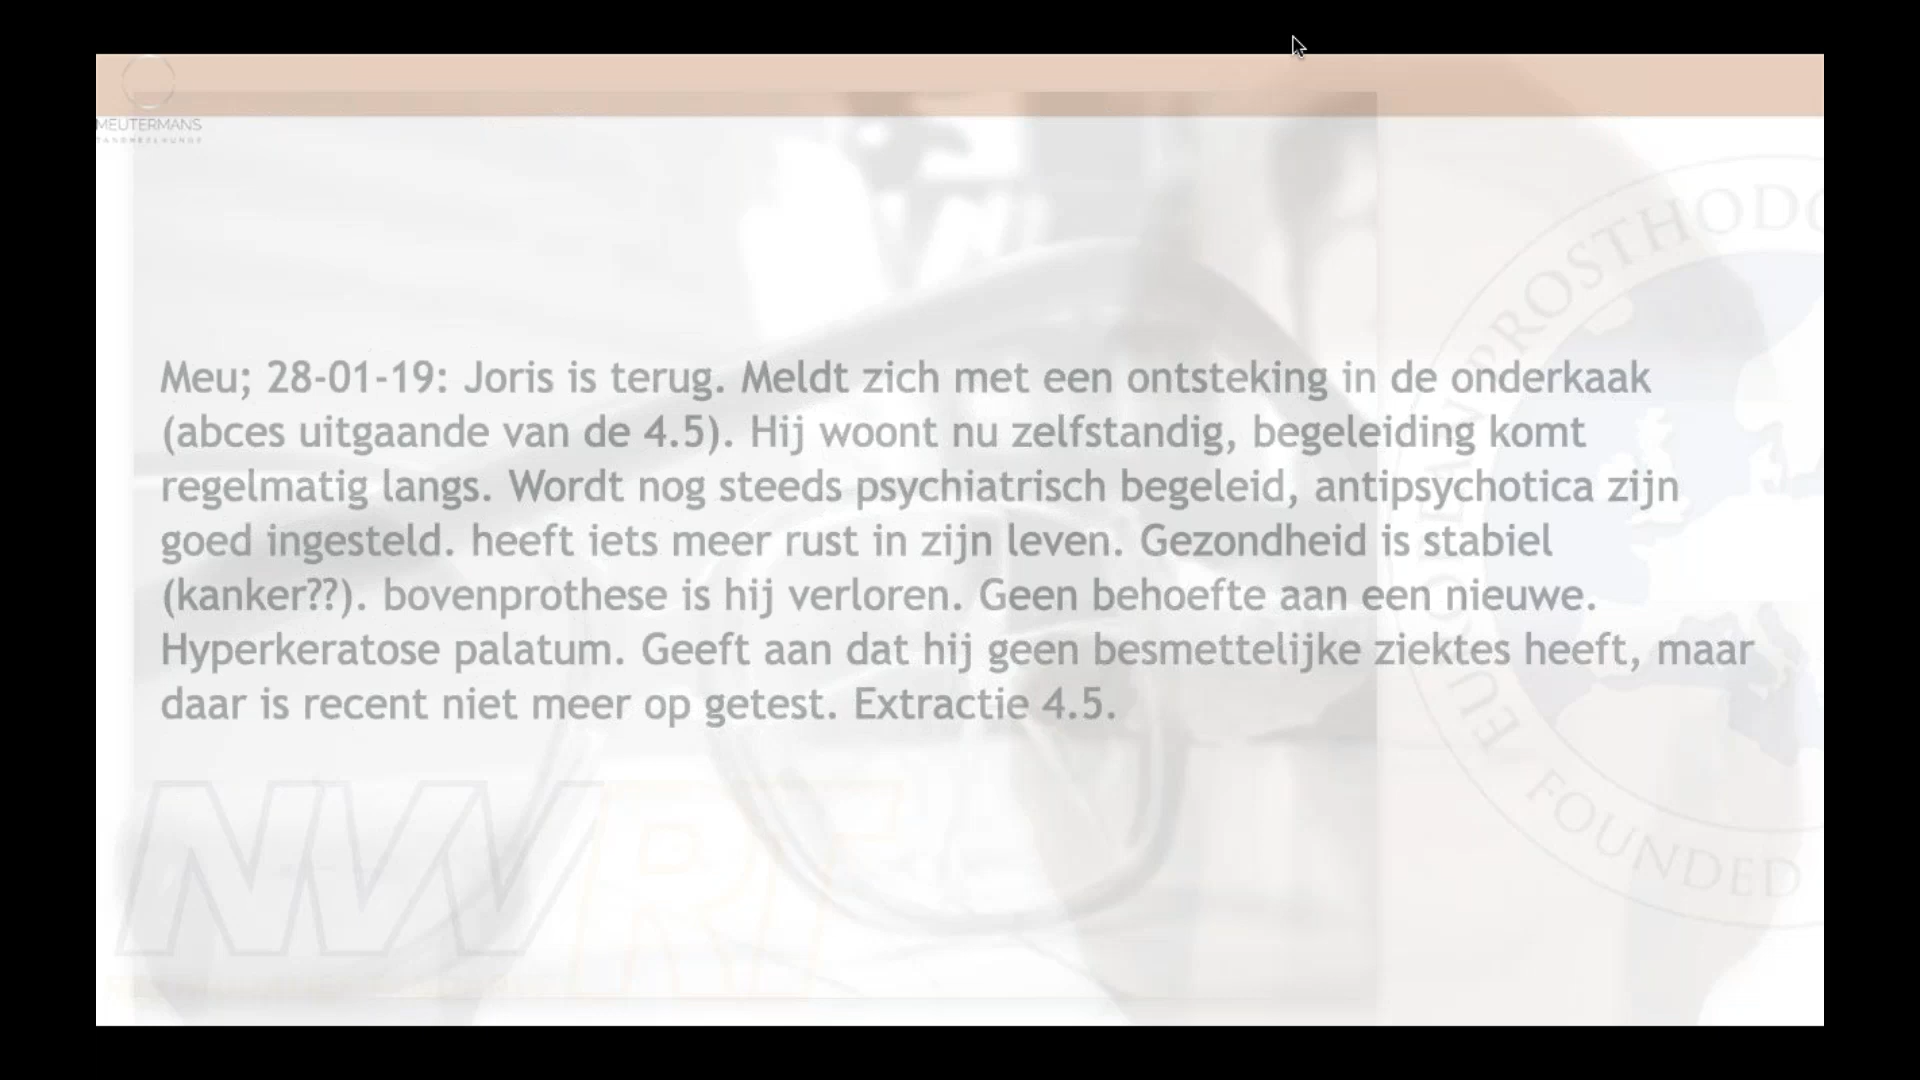 MEUTERMANS
TANDHEELKUNDE
EUROPEAN PROSTHODO
FOUNDED
Meu; 28-01-19: Joris is terug. Meldt zich met een ontsteking in de onderkaak
(abces uitgaande van de 4.5). Hij woont nu zelfstandig, begeleiding komt
regelmatig langs. Wordt nog steeds psychiatrisch begeleid, antipsychotica zijn
goed ingesteld. heeft iets meer rust in zijn leven. Gezondheid is stabiel
(kanker??). bovenprothese is hij verloren. Geen behoefte aan een nieuwe.
Hyperkeratose palatum. Geeft aan dat hij geen besmettelijke ziektes heeft, maar
daar is recent niet meer op getest. Extractie 4.5.
NVVRT